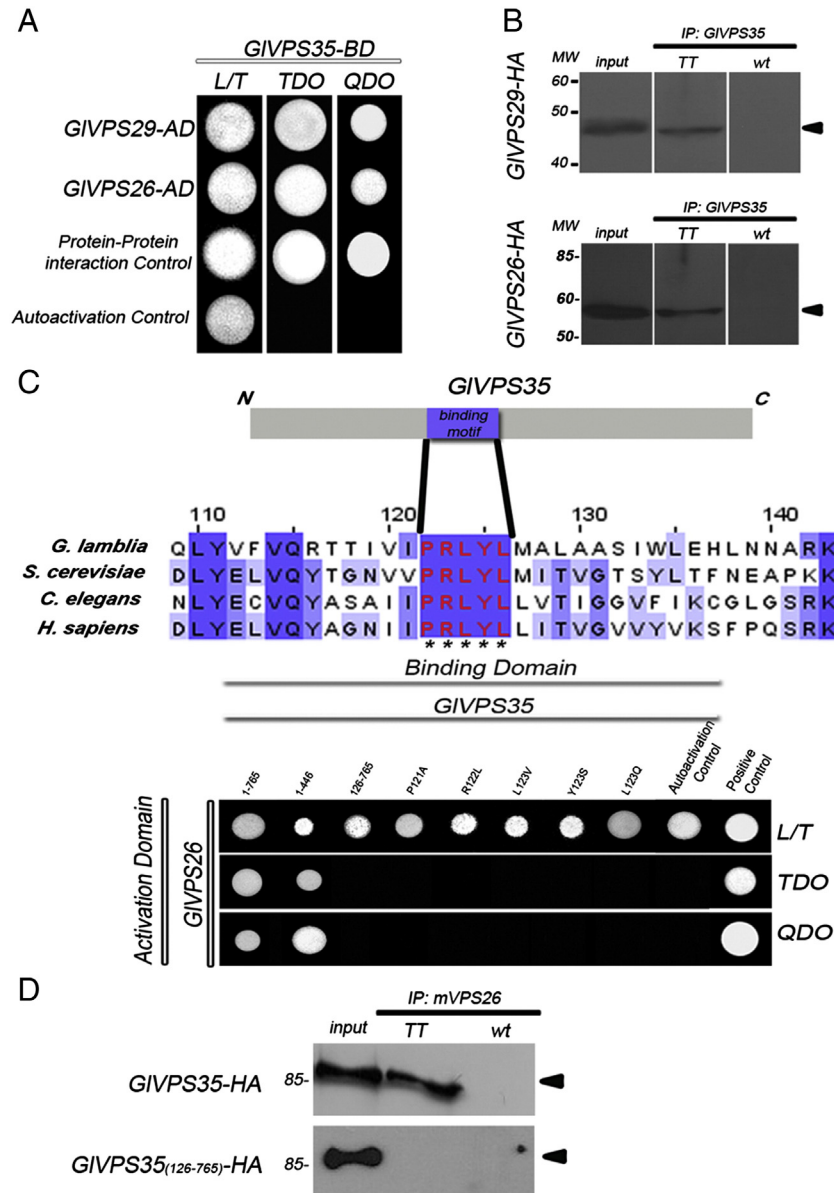 A
GlVPS35-BD
L/T TDO QDO
GlVPS29-AD
GlVPS26-AD
Protein-Protein
interaction Control
Autoactivation Control
B
IP: GlVPS35
MW input TT wt
GlVPS29-HA
60-
50-
40-
IP: GlVPS35
MW input TT wt
GlVPS26-HA
85-
60-
50-
C
GlVPS35
N C
binding
motif
110 120 130 140
G. lamblia QLYVFVQRTTIVIPRLYLMALAASIWLEHLNNARK
S. cerevisiae DLYELVQYTGNVVPRLYLMITVGTSYLTFNEAPKK
C. elegans NLYECVQYASAIIPRLYLLVTIGGVFIKCGLGSRK
H. sapiens DLYELVQYAGNIIPRLYLLITVGVVYVKSFPQSRK
* * * * *
Binding Domain
GlVPS35
1-765 1-446 126-765 P121A R122L L123V Y123S L123Q Autoactivation Control Positive Control
Activation Domain
GlVPS26
L/T
TDO
QDO
D
IP: mVPS26
input TT wt
GlVPS35-HA 85-
GlVPS35(126-765)-HA 85-